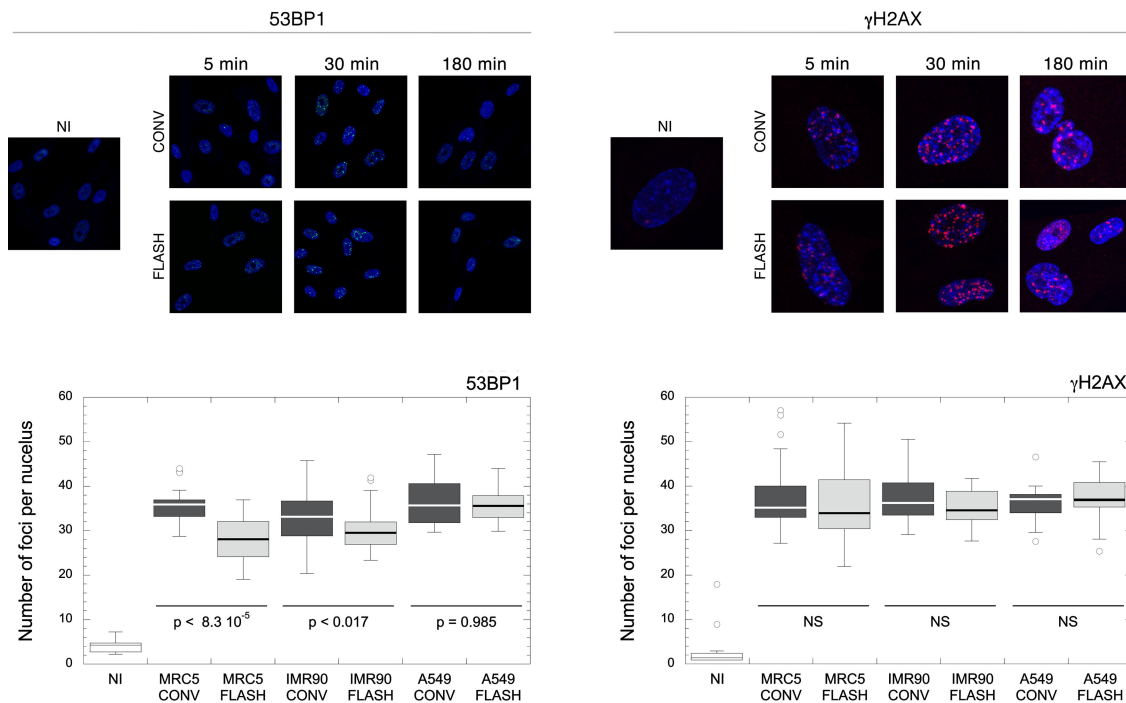 53BP1
5 min 30 min 180 min
NI
CONV
FLASH
γH2AX
5 min 30 min 180 min
NI
CONV
FLASH
53BP1
Number of foci per nucelus
60
50
40
30
20
10
0
p < 8.3 10-5 p < 0.017 p = 0.985
NI MRC5 CONV MRC5 FLASH IMR90 CONV IMR90 FLASH A549 CONV A549 FLASH
γH2AX
Number of foci per nucelus
60
50
40
30
20
10
0
NS NS NS
NI MRC5 CONV MRC5 FLASH IMR90 CONV IMR90 FLASH A549 CONV A549 FLASH